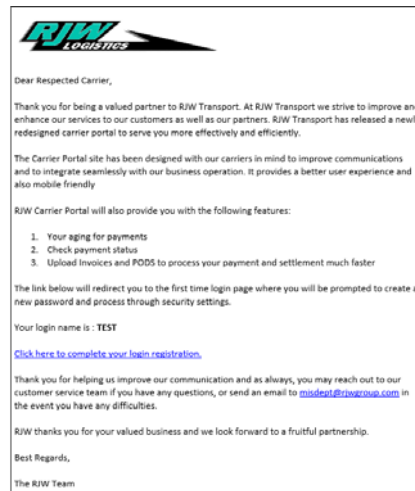 RJW
LOGISTICS
Dear Respected Carrier,
Thank you for being a valued partner to RJW Transport. At RJW Transport we strive to improve and
enhance our services to our customers as well as our partners. RJW Transport has released a newl
redesigned carrier portal to serve you more effectively and efficiently.
The Carrier Portal site has been designed with our carriers in mind to improve communications
and to integrate seamlessly with our business operation. It provides a better user experience and
also mobile friendly
RJW Carrier Portal will also provide you with the following features:
1. Your aging for payments
2. Check payment status
3. Upload Invoices and PODS to process your payment and settlement much faster
The link below will redirect you to the first time login page where you will be prompted to create a
new password and process through security settings.
Your login name is : TEST
Click here to complete your login registration.
Thank you for helping us improve our communication and as always, you may reach out to our
customer service team if you have any questions, or send an email to misdept@rjwgroup.com in
the event you have any difficulties.
RJW thanks you for your valued business and we look forward to a fruitful partnership.
Best Regards,
The RJW Team